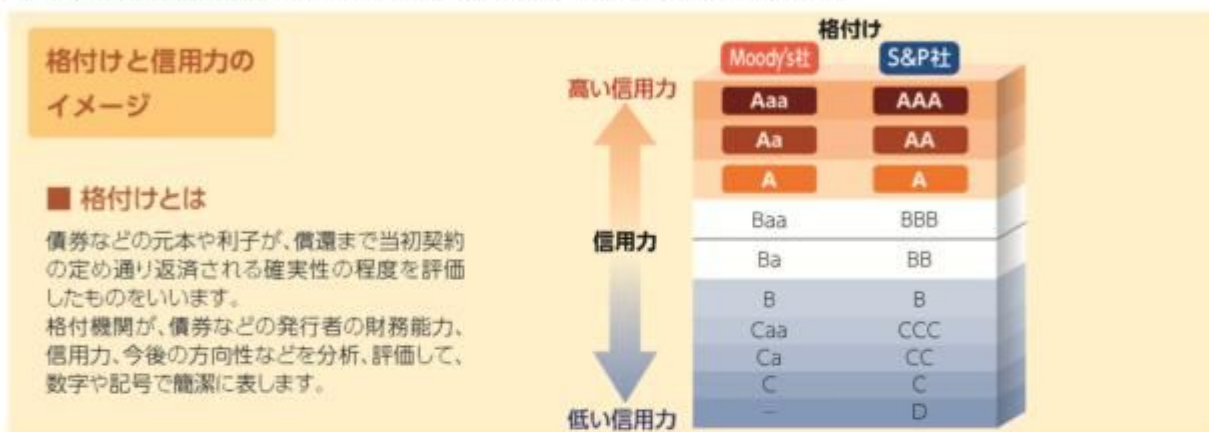 格付けと信用力の
イメージ
■ 格付けとは
債券などの元本や利子が、償還まで当初契約
の定め通り返済される確実性の程度を評価
したものをいいます。
格付機関が、債券などの発行者の財務能力、
信用力、今後の方向性などを分析、評価して、
数字や記号で簡潔に表します。
格付け
Moody's社 S&P社
高い信用力
Aaa AAA
Aa AA
A A
Baa BBB
信用力
Ba BB
B B
Caa CCC
Ca CC
C C
– D
低い信用力